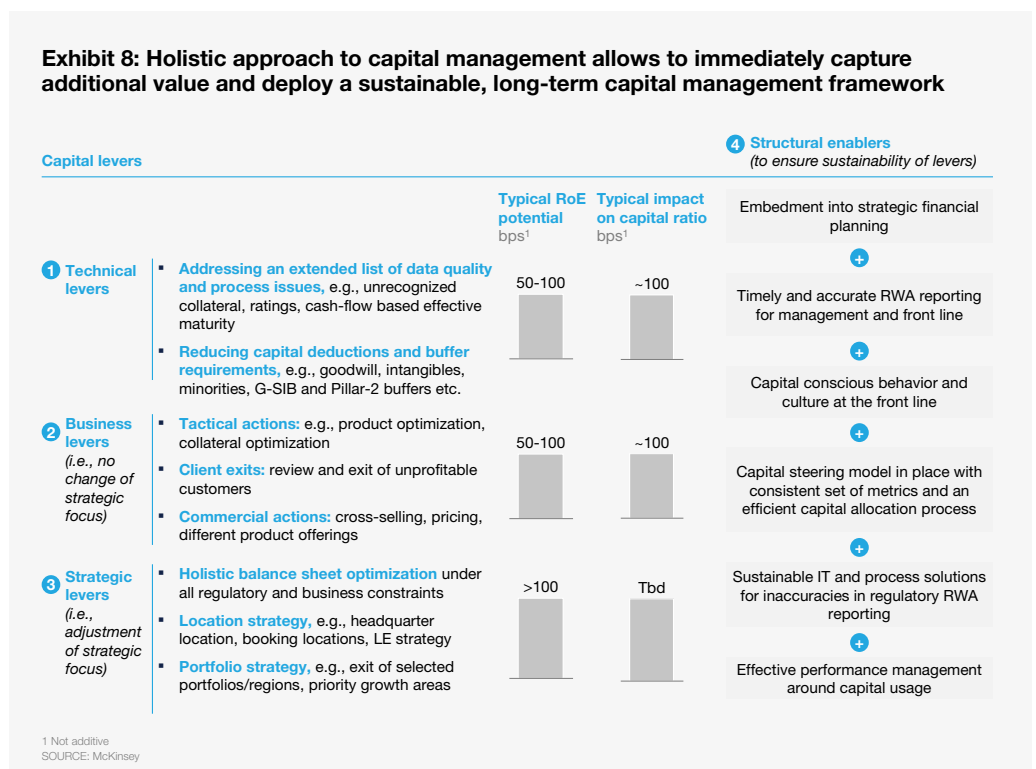 Exhibit 8: Holistic approach to capital management allows to immediately capture
additional value and deploy a sustainable, long-term capital management framework
Capital levers
4 Structural enablers
(to ensure sustainability of levers)
Typical RoE
potential
bps1
Typical impact
on capital ratio
bps1
1 Technical
levers
▪ Addressing an extended list of data quality
and process issues, e.g., unrecognized
collateral, ratings, cash-flow based effective
maturity
▪ Reducing capital deductions and buffer
requirements, e.g., goodwill, intangibles,
minorities, G-SIB and Pillar-2 buffers etc.
50-100
~100
2 Business
levers
(i.e., no
change of
strategic
focus)
▪ Tactical actions: e.g., product optimization,
collateral optimization
▪ Client exits: review and exit of unprofitable
customers
▪ Commercial actions: cross-selling, pricing,
different product offerings
50-100
~100
3 Strategic
levers
(i.e.,
adjustment
of strategic
focus)
▪ Holistic balance sheet optimization under
all regulatory and business constraints
▪ Location strategy, e.g., headquarter
location, booking locations, LE strategy
▪ Portfolio strategy, e.g., exit of selected
portfolios/regions, priority growth areas
>100
Tbd
Embedment into strategic financial
planning
+
Timely and accurate RWA reporting
for management and front line
+
Capital conscious behavior and
culture at the front line
+
Capital steering model in place with
consistent set of metrics and an
efficient capital allocation process
+
Sustainable IT and process solutions
for inaccuracies in regulatory RWA
reporting
+
Effective performance management
around capital usage
1 Not additive
SOURCE: McKinsey